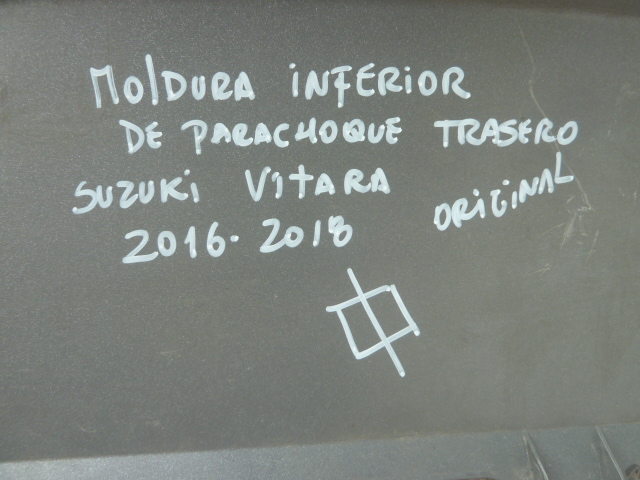 MOLDURA INFERIOR
DE PARACHOQUE TRASERO
SUZUKI VITARA ORIGINAL
2016-2018